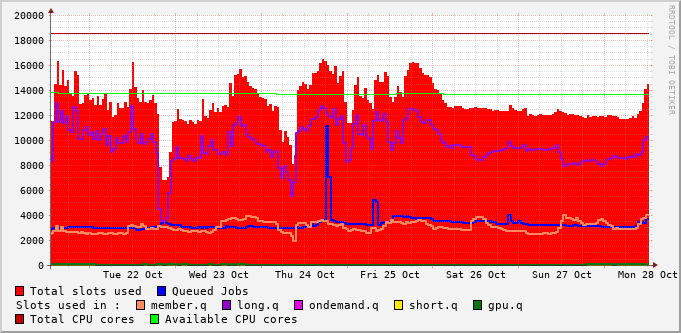 20000
18000
16000
14000
12000
10000
8000
6000
4000
2000
0
Tue 22 Oct Wed 23 Oct Thu 24 Oct Fri 25 Oct Sat 26 Oct Sun 27 Oct Mon 28 Oct
RRDTOOL / TOBI OETIKER
Total slots used Queued Jobs
Slots used in : member.q long.q ondemand.q short.q gpu.q
Total CPU cores Available CPU cores